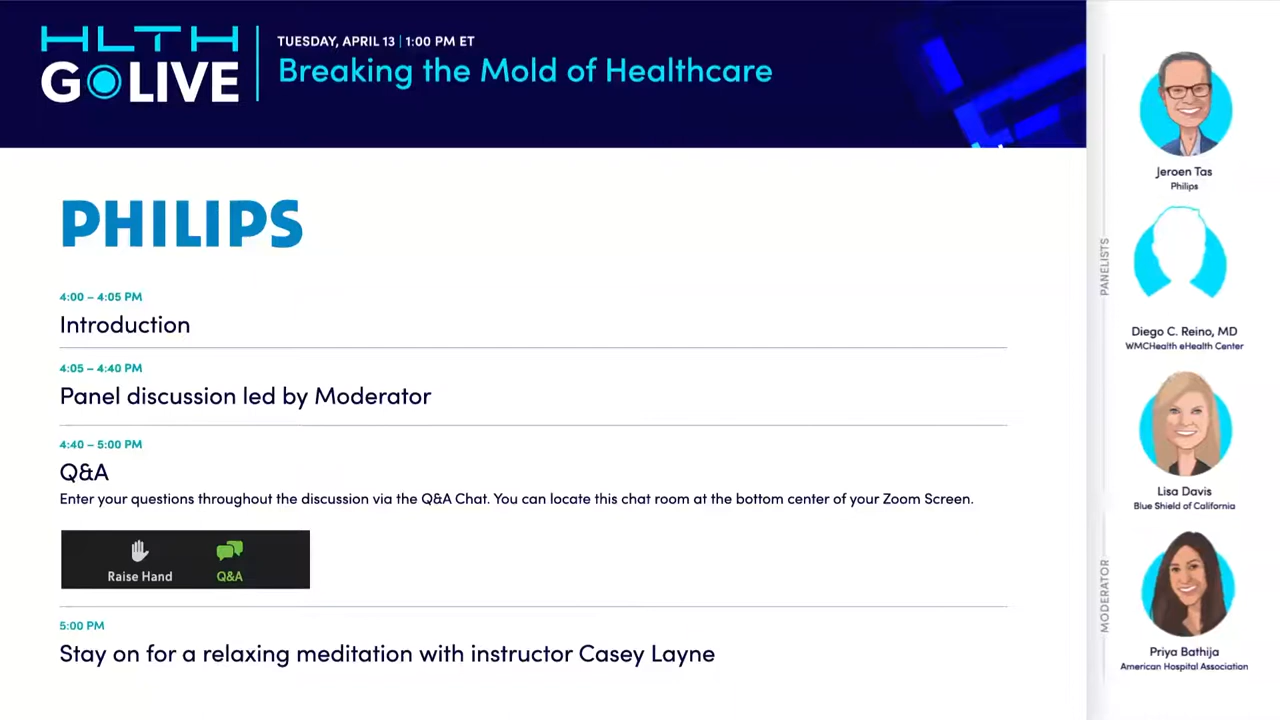 HLTH
GO LIVE
TUESDAY, APRIL 13 | 1:00 PM ET
Breaking the Mold of Healthcare
PHILIPS
4:00 – 4:05 PM
Introduction
4:05 – 4:40 PM
Panel discussion led by Moderator
4:40 – 5:00 PM
Q&A
Enter your questions throughout the discussion via the Q&A Chat. You can locate this chat room at the bottom center of your Zoom Screen.
Raise Hand
Q&A
5:00 PM
Stay on for a relaxing meditation with instructor Casey Layne
PANELISTS
Jeroen Tas
Philips
Diego C. Reino, MD
WMCHealth eHealth Center
Lisa Davis
Blue Shield of California
MODERATOR
Priya Bathija
American Hospital Association